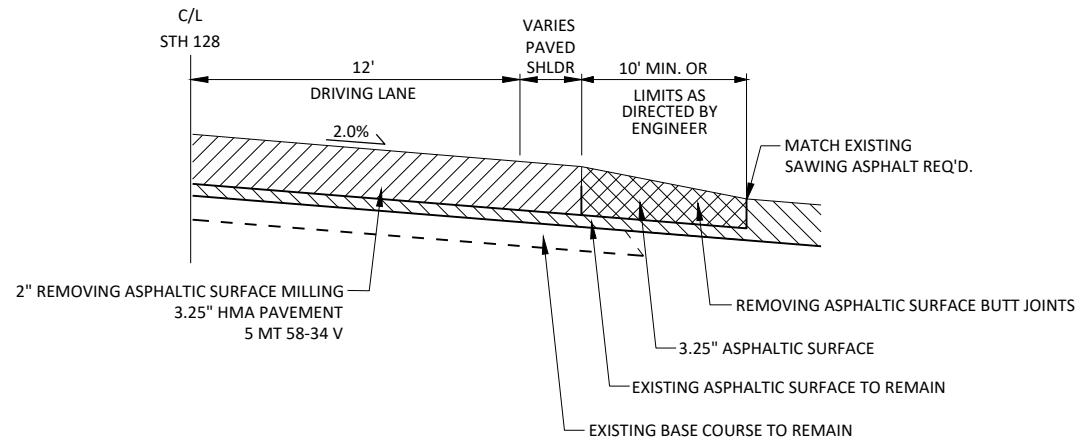 C/L
STH 128
12'
DRIVING LANE
VARIES
PAVED
SHLDR
10' MIN. OR
LIMITS AS
DIRECTED BY
ENGINEER
2.0%
MATCH EXISTING
SAWING ASPHALT REQ'D.
2" REMOVING ASPHALTIC SURFACE MILLING
3.25" HMA PAVEMENT
5 MT 58-34 V
REMOVING ASPHALTIC SURFACE BUTT JOINTS
3.25" ASPHALTIC SURFACE
EXISTING ASPHALTIC SURFACE TO REMAIN
EXISTING BASE COURSE TO REMAIN